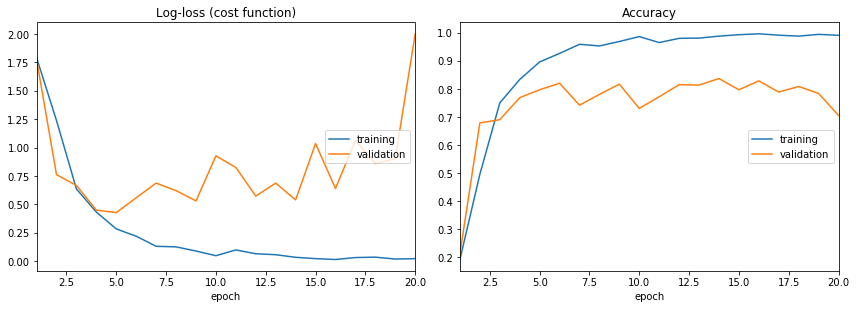 Log-loss (cost function)
2.00
1.75
1.50
1.25
1.00
0.75
0.50
0.25
0.00
training
validation
2.5 5.0 7.5 10.0 12.5 15.0 17.5 20.0
epoch
Accuracy
1.0
0.9
0.8
0.7
0.6
0.5
0.4
0.3
0.2
training
validation
2.5 5.0 7.5 10.0 12.5 15.0 17.5 20.0
epoch